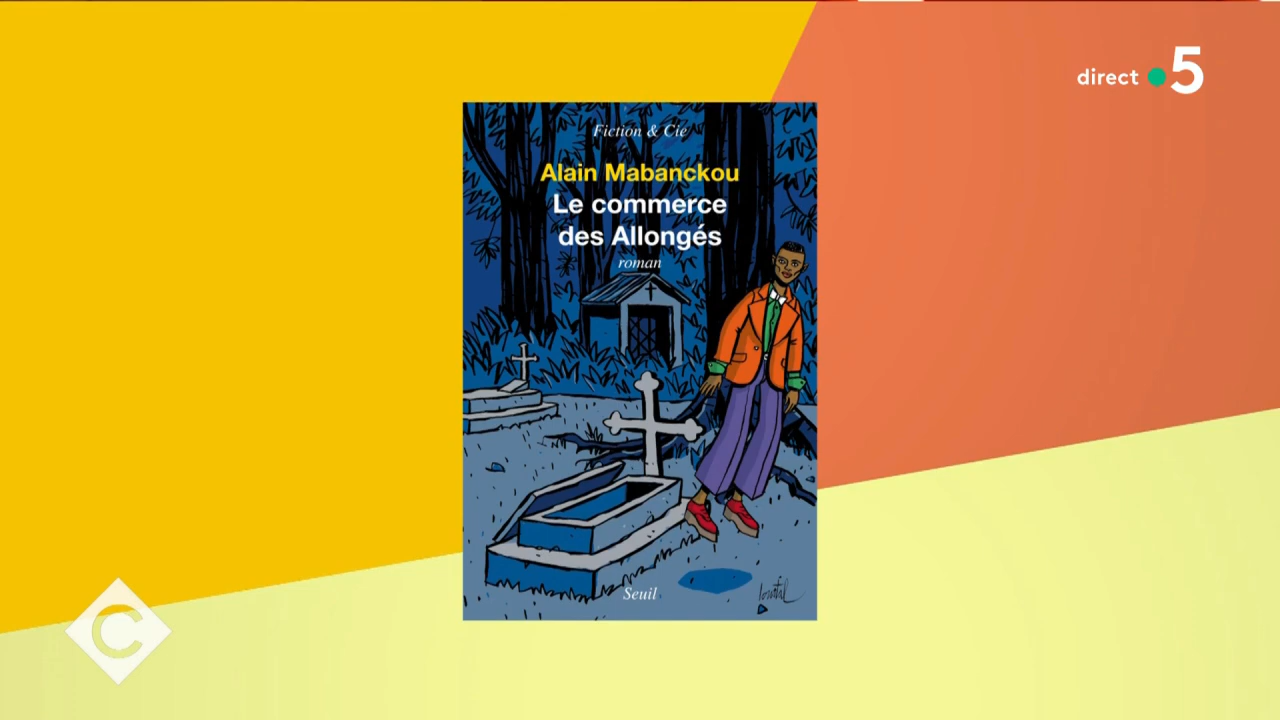 direct 5
Fiction & Cie
Alain Mabanckou
Le commerce
des Allongés
roman
Seuil
C